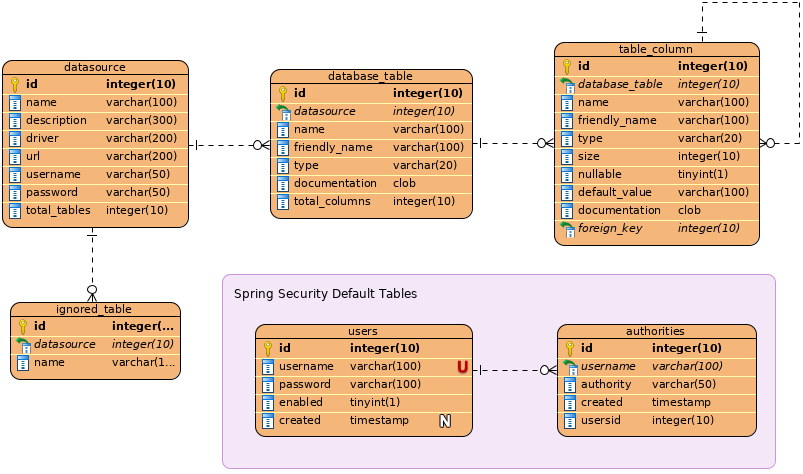 datasource
id integer(10)
name varchar(100)
description varchar(300)
driver varchar(200)
url varchar(200)
username varchar(50)
password varchar(50)
total_tables integer(10)
database_table
id integer(10)
datasource integer(10)
name varchar(100)
friendly_name varchar(100)
type varchar(20)
documentation clob
total_columns integer(10)
table_column
id integer(10)
database_table integer(10)
name varchar(100)
friendly_name varchar(100)
type varchar(20)
size integer(10)
nullable tinyint(1)
default_value varchar(100)
documentation clob
foreign_key integer(10)
ignored_table
id integer(...
datasource integer(10)
name varchar(1...
Spring Security Default Tables
users
id integer(10)
username varchar(100) U
password varchar(100)
enabled tinyint(1)
created timestamp N
authorities
id integer(10)
username varchar(100)
authority varchar(50)
created timestamp
usersid integer(10)